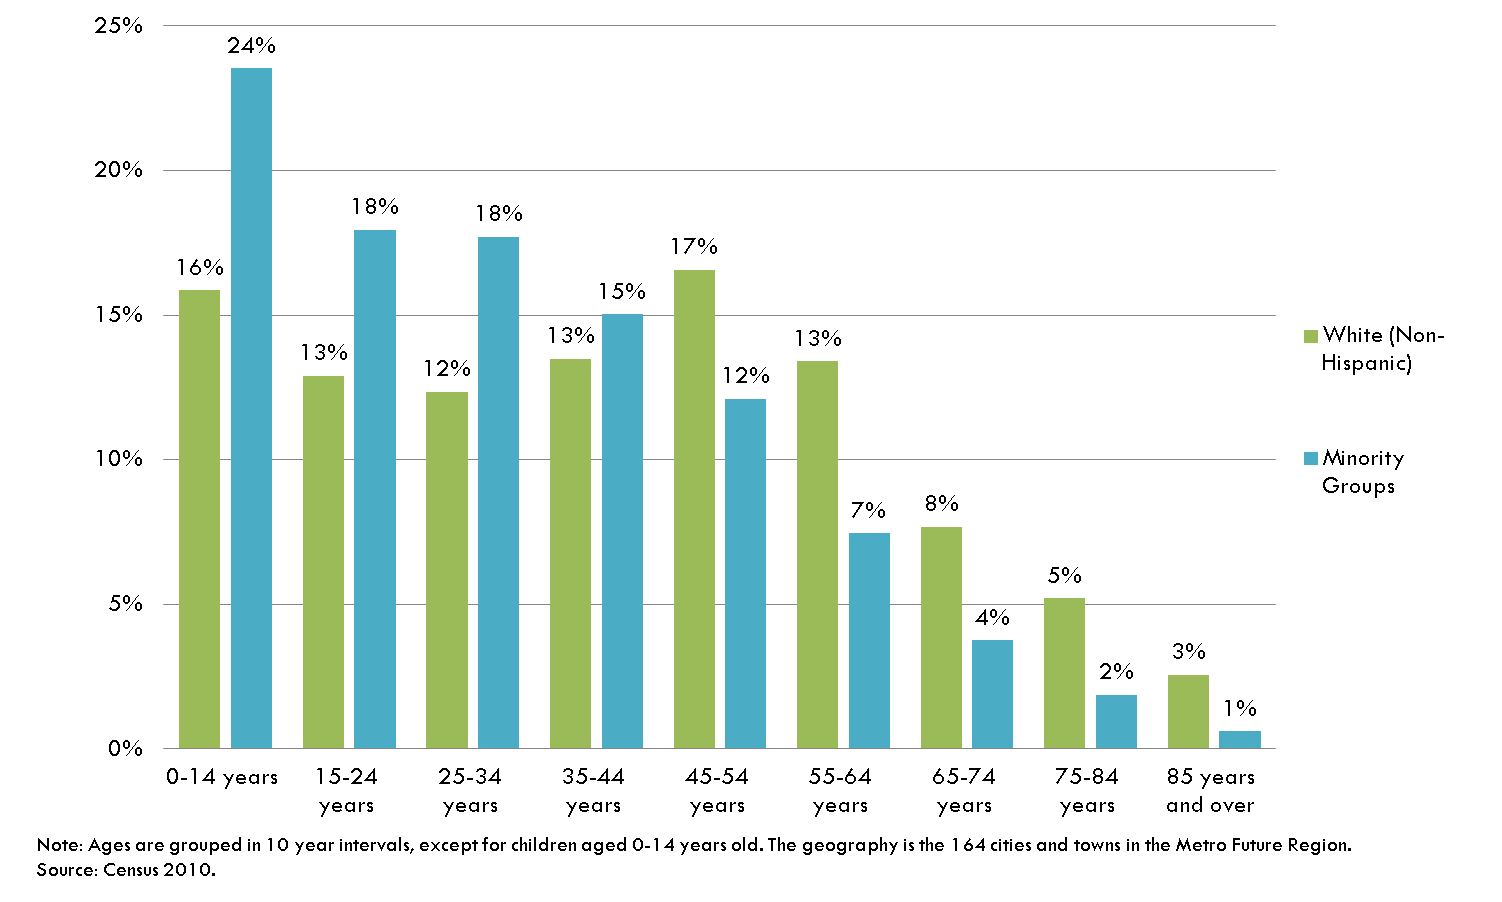 25%
20%
15%
10%
5%
0%
16%
24%
13%
18%
12%
18%
13%
15%
17%
12%
13%
7%
8%
4%
5%
2%
3%
1%
0-14 years
15-24
years
25-34
years
35-44
years
45-54
years
55-64
years
65-74
years
75-84
years
85 years
and over
White (Non-
Hispanic)
Minority
Groups
Note: Ages are grouped in 10 year intervals, except for children aged 0-14 years old. The geography is the 164 cities and towns in the Metro Future Region.
Source: Census 2010.